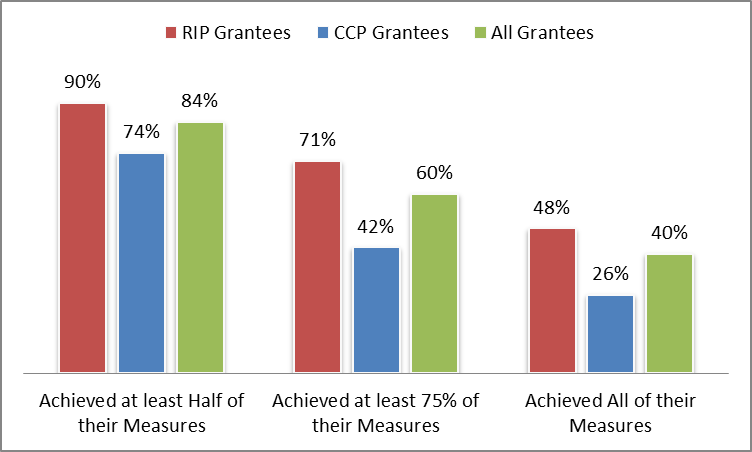 RIP Grantees CCP Grantees All Grantees
90%
74%
84%
71%
42%
60%
48%
26%
40%
Achieved at least Half of
their Measures
Achieved at least 75% of
their Measures
Achieved All of their
Measures